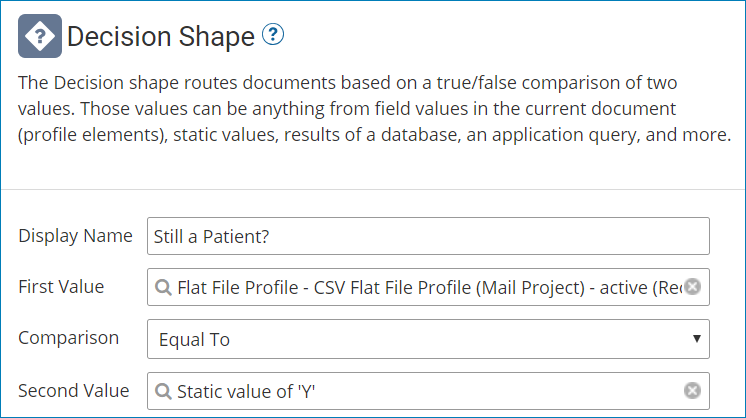 Decision Shape ?
The Decision shape routes documents based on a true/false comparison of two
values. Those values can be anything from field values in the current document
(profile elements), static values, results of a database, an application query, and more.
Display Name Still a Patient?
First Value Flat File Profile - CSV Flat File Profile (Mail Project) - active (Rec
Comparison Equal To
Second Value Static value of 'Y'